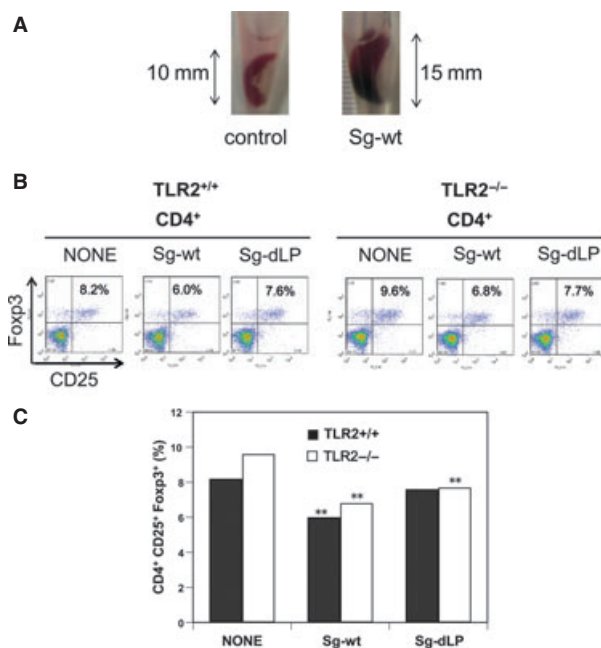 A
10 mm
15 mm
control
Sg-wt
B
TLR2+/+
CD4+
NONE
Sg-wt
Sg-dLP
8.2%
6.0%
7.6%
TLR2–/–
CD4+
NONE
Sg-wt
Sg-dLP
9.6%
6.8%
7.7%
Foxp3
CD25
C
CD4+ CD25+ Foxp3+ (%)
12
10
8
6
4
2
0
TLR2+/+
TLR2–/–
**
**
**
NONE
Sg-wt
Sg-dLP